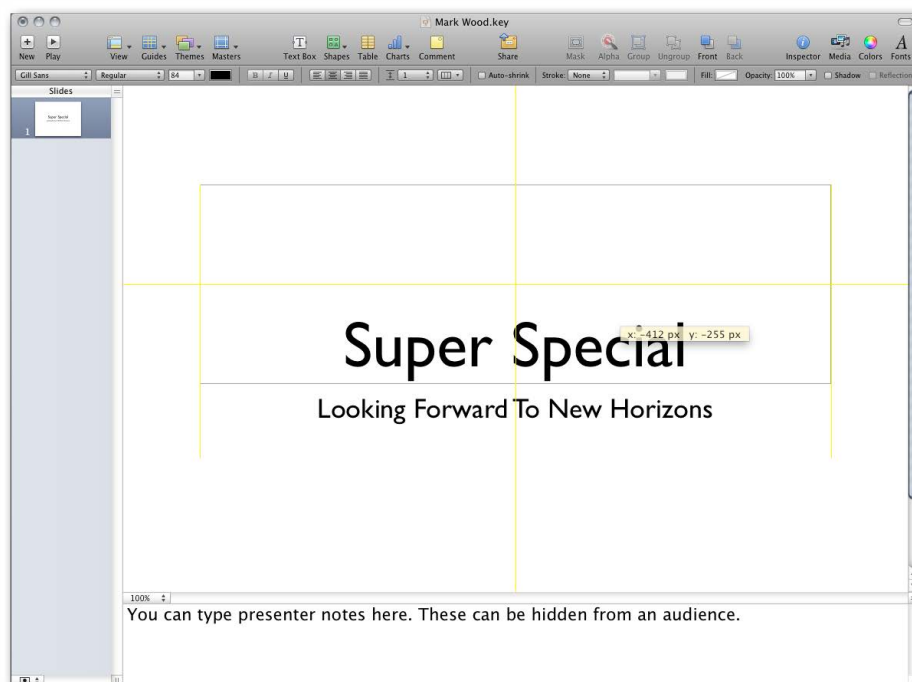 Mark Wood.key
New Play View Guides Themes Masters Text Box Shapes Table Charts Comment Share Mask Alpha Group Ungroup Front Back Inspector Media Colors Fonts
Gill Sans Regular 84 B I U 1 Auto-shrink Stroke: None Fill: Opacity: 100% Shadow Reflection
Slides
Super Special
1
Super Special
x: -412 px y: -255 px
Looking Forward To New Horizons
100%
You can type presenter notes here. These can be hidden from an audience.